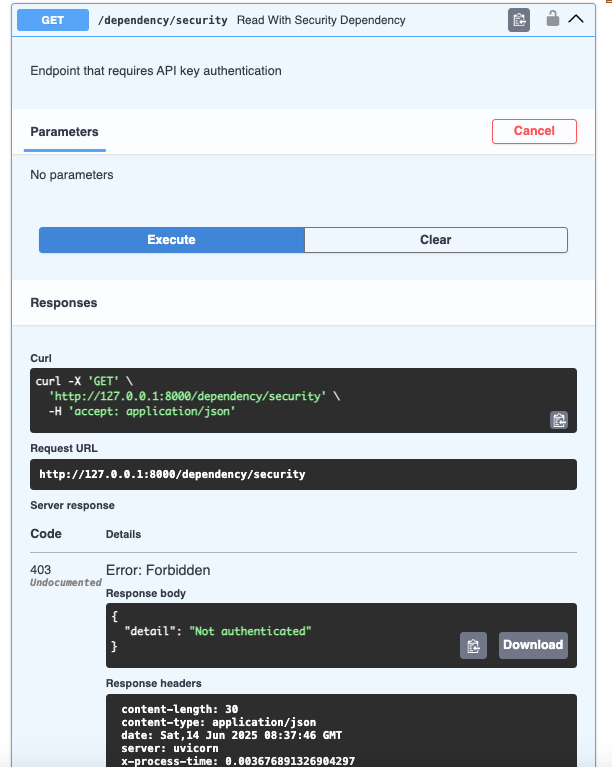 GET /dependency/security Read With Security Dependency
Endpoint that requires API key authentication
Parameters
Cancel
No parameters
Execute
Clear
Responses
Curl
curl -X 'GET' \
  'http://127.0.0.1:8000/dependency/security' \
  -H 'accept: application/json'
Request URL
http://127.0.0.1:8000/dependency/security
Server response
Code Details
403
Undocumented
Error: Forbidden
Response body
{
  "detail": "Not authenticated"
}
Download
Response headers
content-length: 30
content-type: application/json
date: Sat,14 Jun 2025 08:37:46 GMT
server: uvicorn
x-process-time: 0.003676891326904297